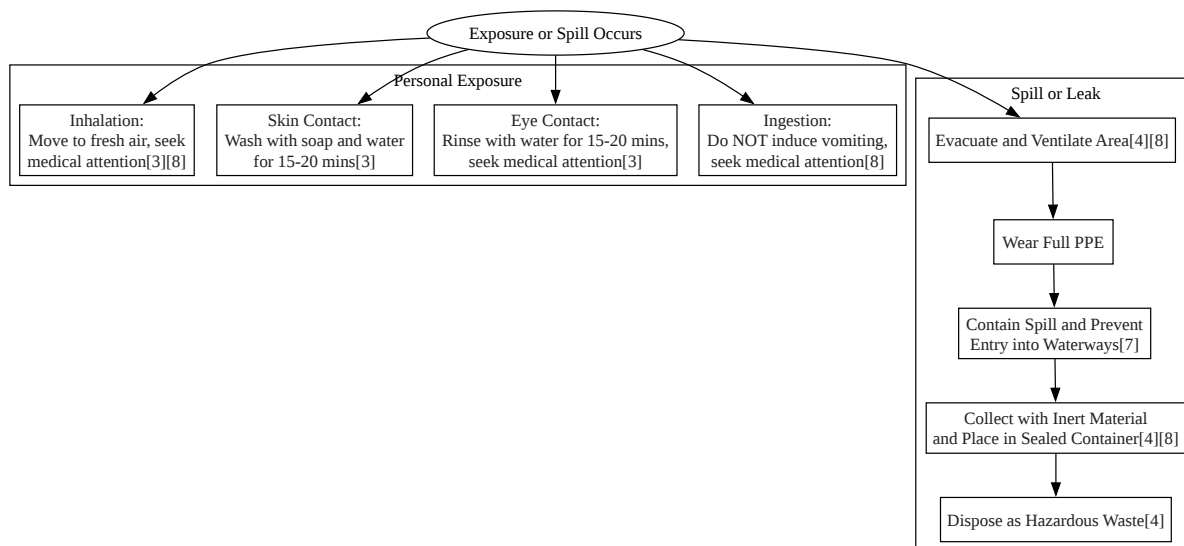 Exposure or Spill Occurs
Personal Exposure
Inhalation:
Move to fresh air, seek
medical attention[3][8]
Skin Contact:
Wash with soap and water
for 15-20 mins[3]
Eye Contact:
Rinse with water for 15-20 mins,
seek medical attention[3]
Ingestion:
Do NOT induce vomiting,
seek medical attention[8]
Spill or Leak
Evacuate and Ventilate Area[4][8]
Wear Full PPE
Contain Spill and Prevent
Entry into Waterways[7]
Collect with Inert Material
and Place in Sealed Container[4][8]
Dispose as Hazardous Waste[4]